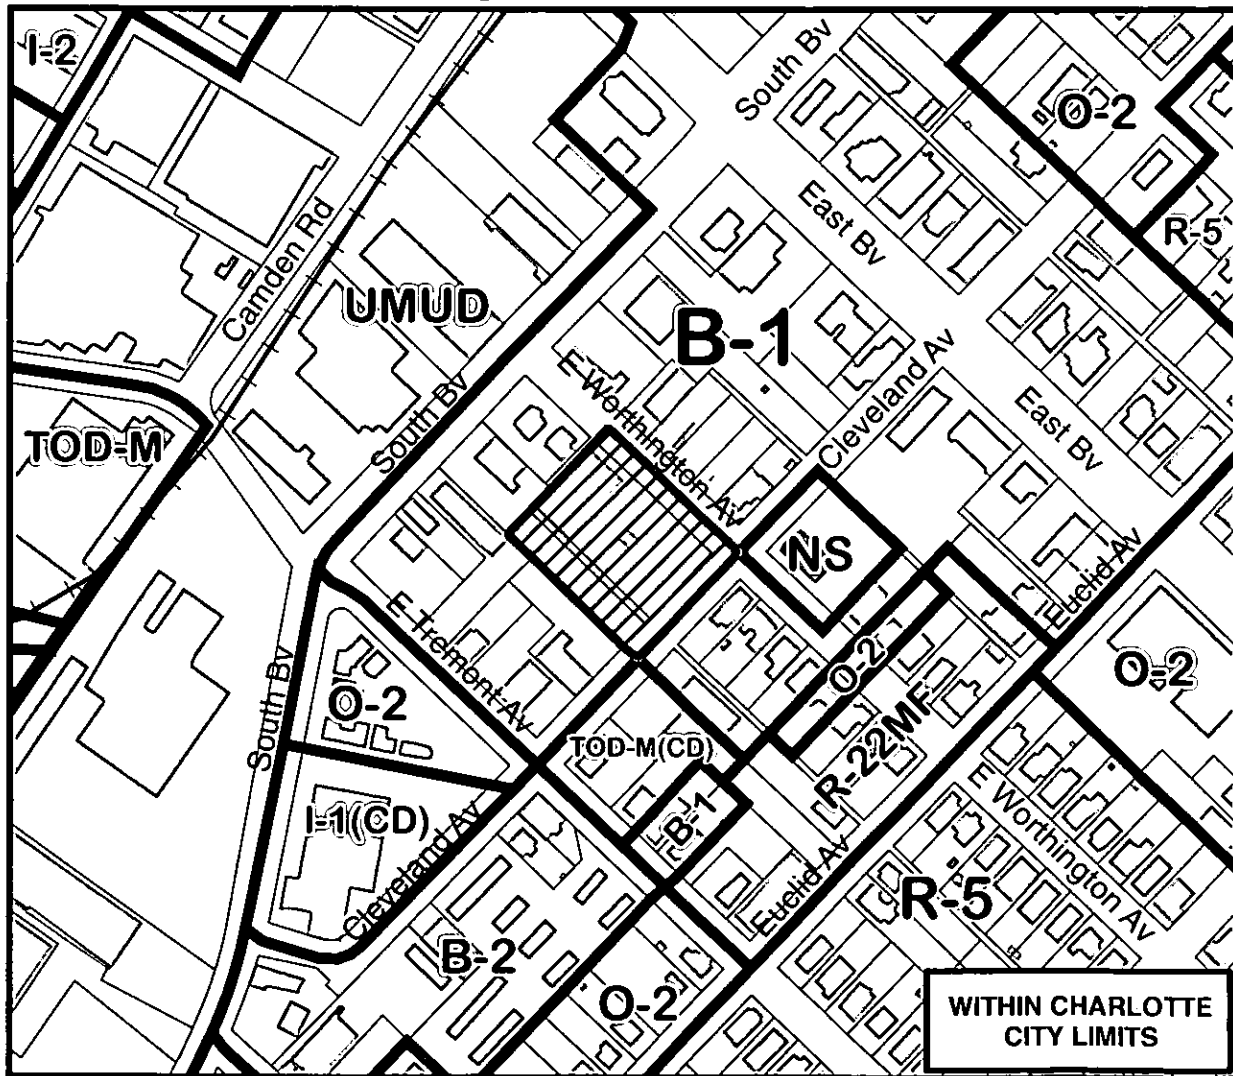 I-2
South Bv
O-2
East Bv
R-5
Camden Rd
UMUD
B-1
E Worthington Av
Cleveland Av
South Bv
East Bv
TOD-M
NS
Euclid Av
E Tremont Av
O-2
O-2
O-2
South Bv
TOD-M(CD)
R-22MF
I-1(CD)
B-1
E Worthington Av
Cleveland Av
Euclid Av
R-5
B-2
O-2
WITHIN CHARLOTTE
CITY LIMITS